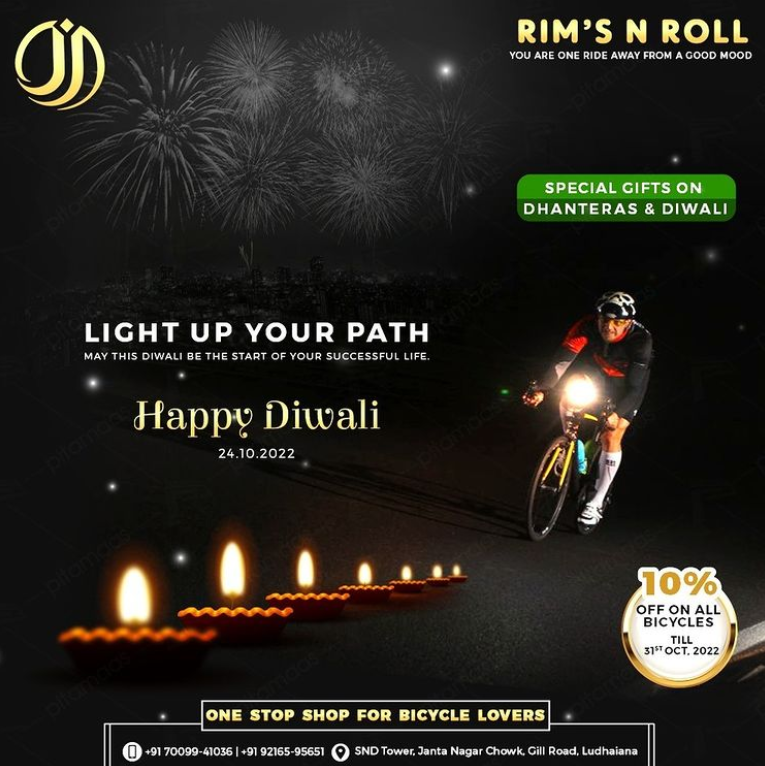 RIM'S N ROLL
YOU ARE ONE RIDE AWAY FROM A GOOD MOOD
SPECIAL GIFTS ON
DHANTERAS & DIWALI
LIGHT UP YOUR PATH
MAY THIS DIWALI BE THE START OF YOUR SUCCESSFUL LIFE.
Happy Diwali
24.10.2022
10%
OFF ON ALL
BICYCLES
TILL
31ST OCT, 2022
ONE STOP SHOP FOR BICYCLE LOVERS
+91 70099-41036 | +91 92165-95651 SND Tower, Janta Nagar Chowk, Gill Road, Ludhaiana